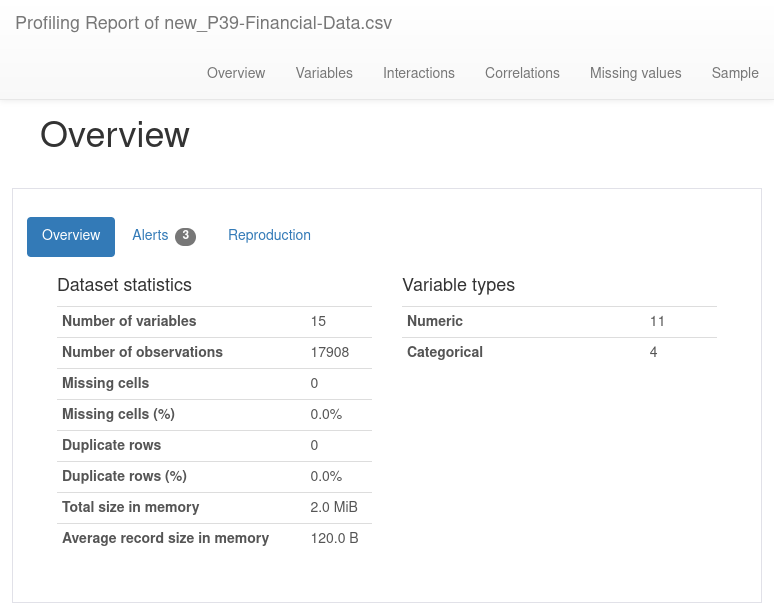 Profiling Report of new_P39-Financial-Data.csv
Overview Variables Interactions Correlations Missing values Sample
Overview
Overview Alerts 3 Reproduction
Dataset statistics
Number of variables 15
Number of observations 17908
Missing cells 0
Missing cells (%) 0.0%
Duplicate rows 0
Duplicate rows (%) 0.0%
Total size in memory 2.0 MiB
Average record size in memory 120.0 B
Variable types
Numeric 11
Categorical 4